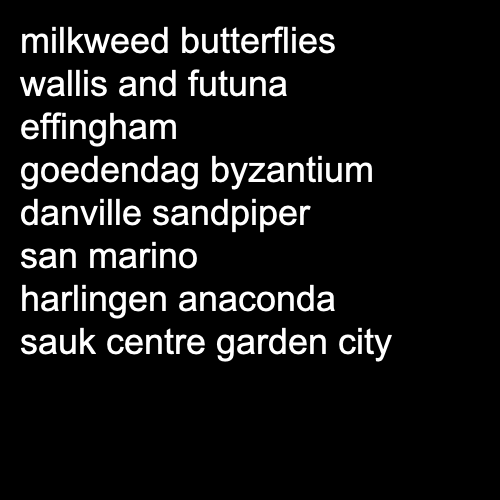 milkweed butterflies
wallis and futuna
effingham
goedendag byzantium
danville sandpiper
san marino
harlingen anaconda
sauk centre garden city